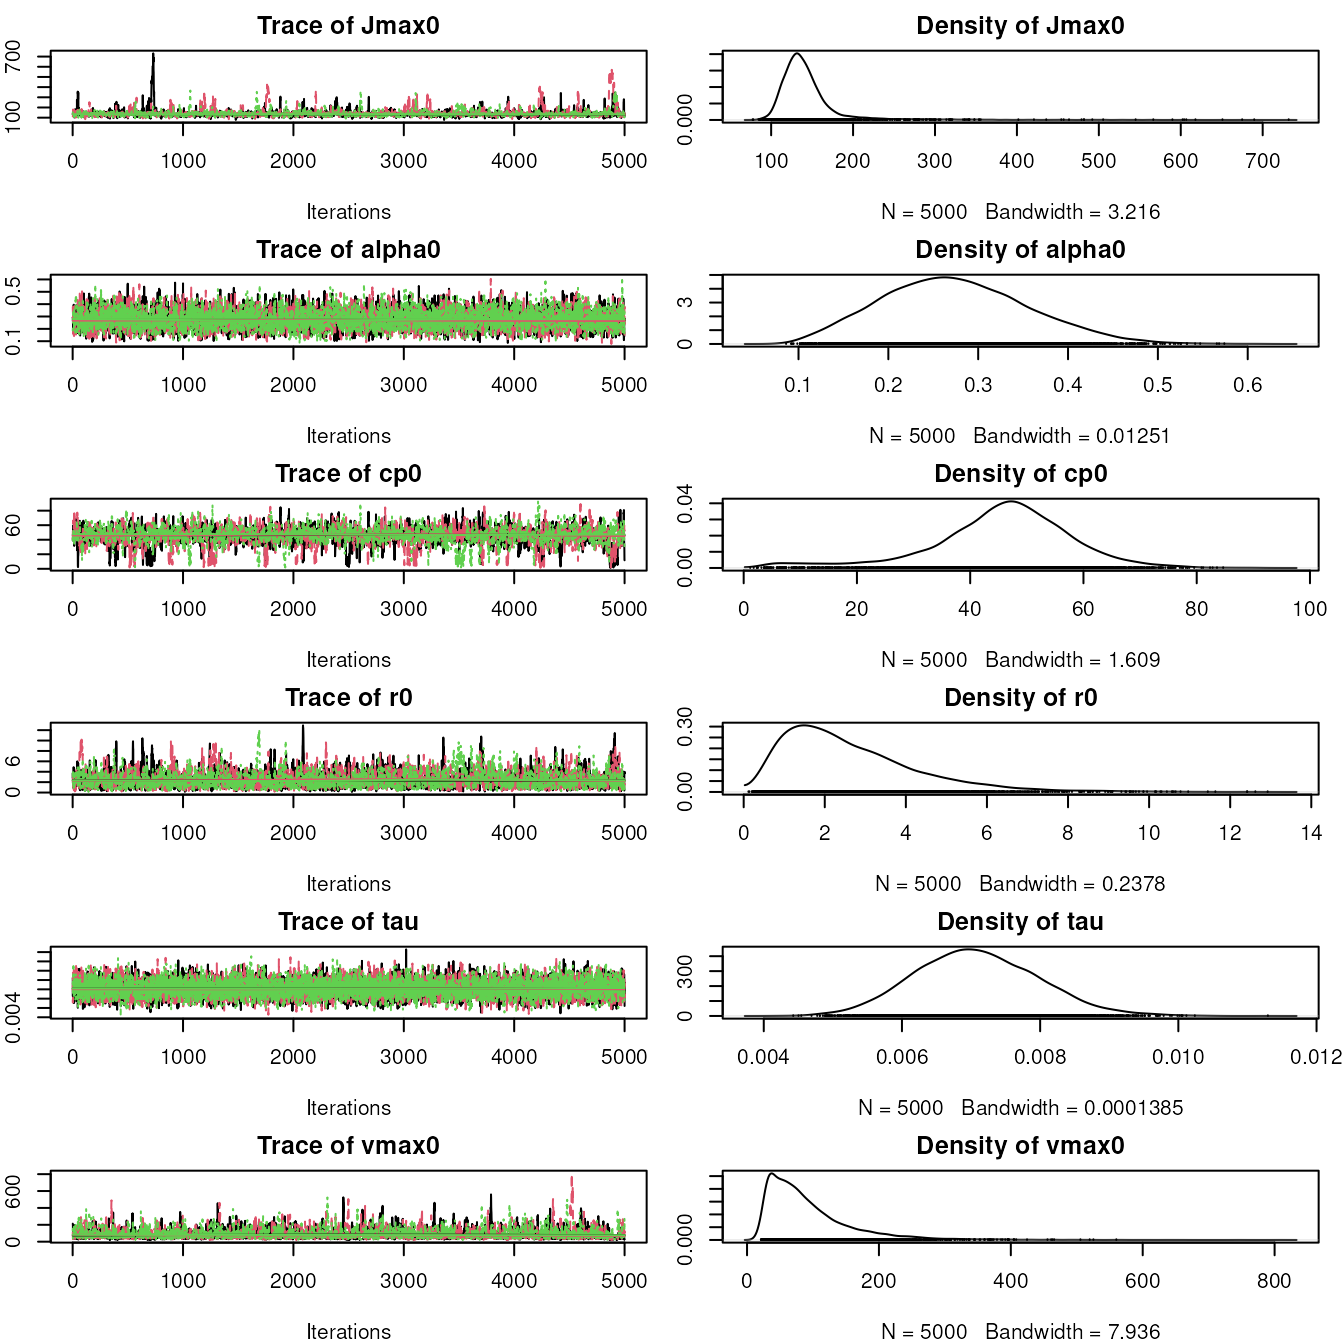 Trace of Jmax0
Density of Jmax0
100 700
0.000
0 1000 2000 3000 4000 5000
100 200 300 400 500 600 700
Iterations
N = 5000 Bandwidth = 3.216
Trace of alpha0
Density of alpha0
0.1 0.5
0 3
0 1000 2000 3000 4000 5000
0.1 0.2 0.3 0.4 0.5 0.6
Iterations
N = 5000 Bandwidth = 0.01251
Trace of cp0
Density of cp0
0 60
0.00 0.04
0 1000 2000 3000 4000 5000
0 20 40 60 80 100
Iterations
N = 5000 Bandwidth = 1.609
Trace of r0
Density of r0
0 6
0.00 0.30
0 1000 2000 3000 4000 5000
0 2 4 6 8 10 12 14
Iterations
N = 5000 Bandwidth = 0.2378
Trace of tau
Density of tau
0.004
0 300
0 1000 2000 3000 4000 5000
0.004 0.006 0.008 0.010 0.012
Iterations
N = 5000 Bandwidth = 0.0001385
Trace of vmax0
Density of vmax0
0 600
0.000
0 1000 2000 3000 4000 5000
0 200 400 600 800
Iterations
N = 5000 Bandwidth = 7.936